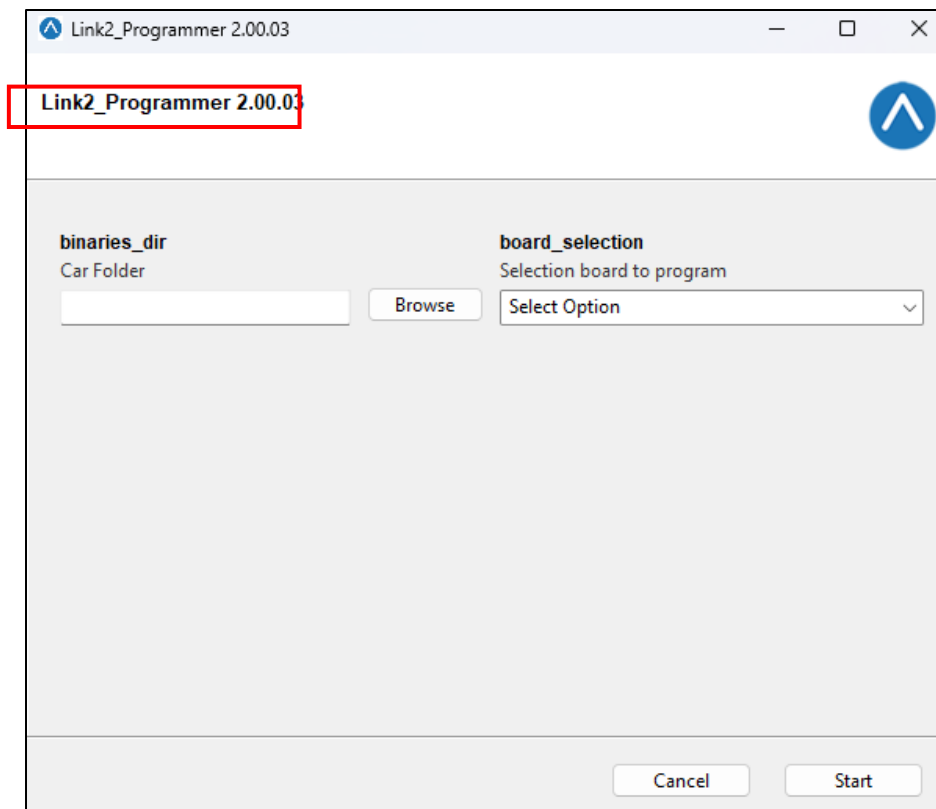 Link2_Programmer 2.00.03
Link2_Programmer 2.00.03
binaries_dir
Car Folder
Browse
board_selection
Selection board to program
Select Option
Cancel
Start